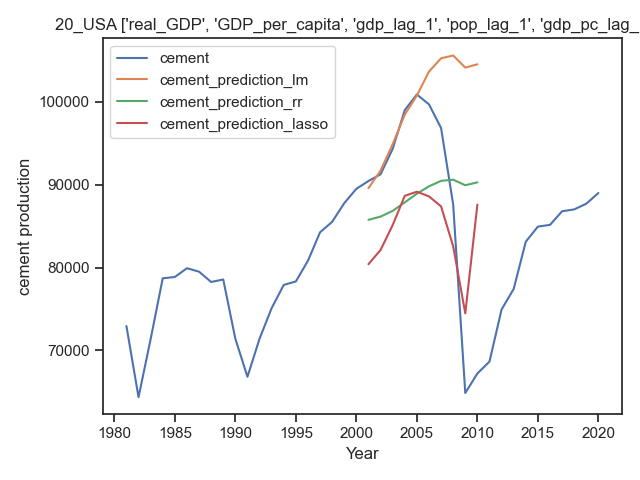 20_USA ['real_GDP', 'GDP_per_capita', 'gdp_lag_1', 'pop_lag_1', 'gdp_pc_lag_
cement
cement_prediction_lm
cement_prediction_rr
cement_prediction_lasso
cement production
100000
90000
80000
70000
1980 1985 1990 1995 2000 2005 2010 2015 2020
Year